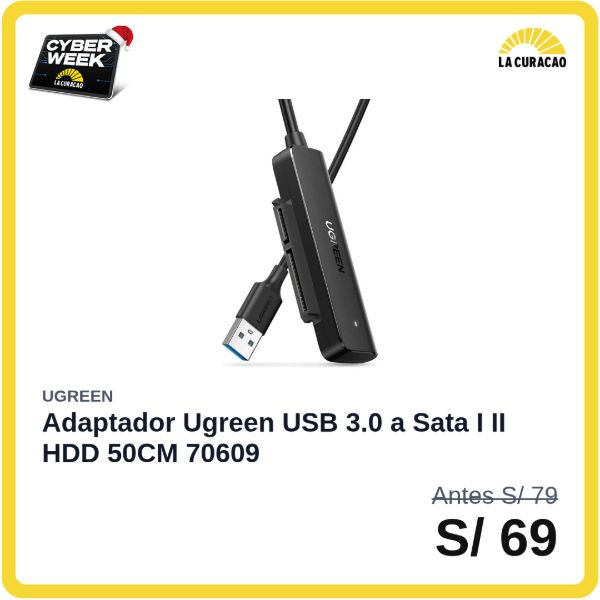 CYBER
WEEK
LA CURACAO
LA CURACAO
UGREEN
UGREEN
UGREEN
Adaptador Ugreen USB 3.0 a Sata I II
HDD 50CM 70609
Antes S/ 79
S/ 69